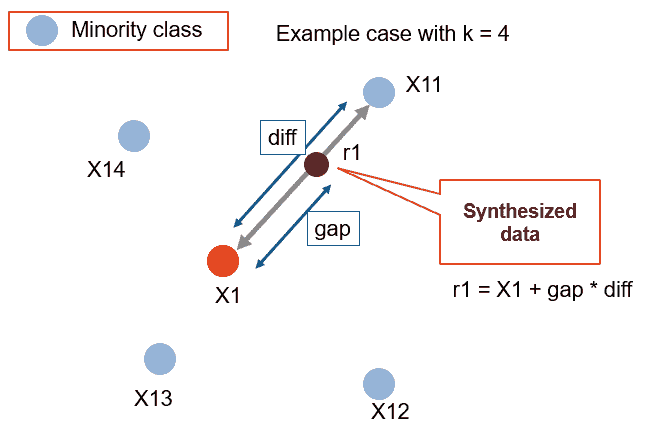 Minority class
Example case with k = 4
X11
diff
r1
X14
Synthesized
data
gap
X1
r1 = X1 + gap * diff
X13
X12